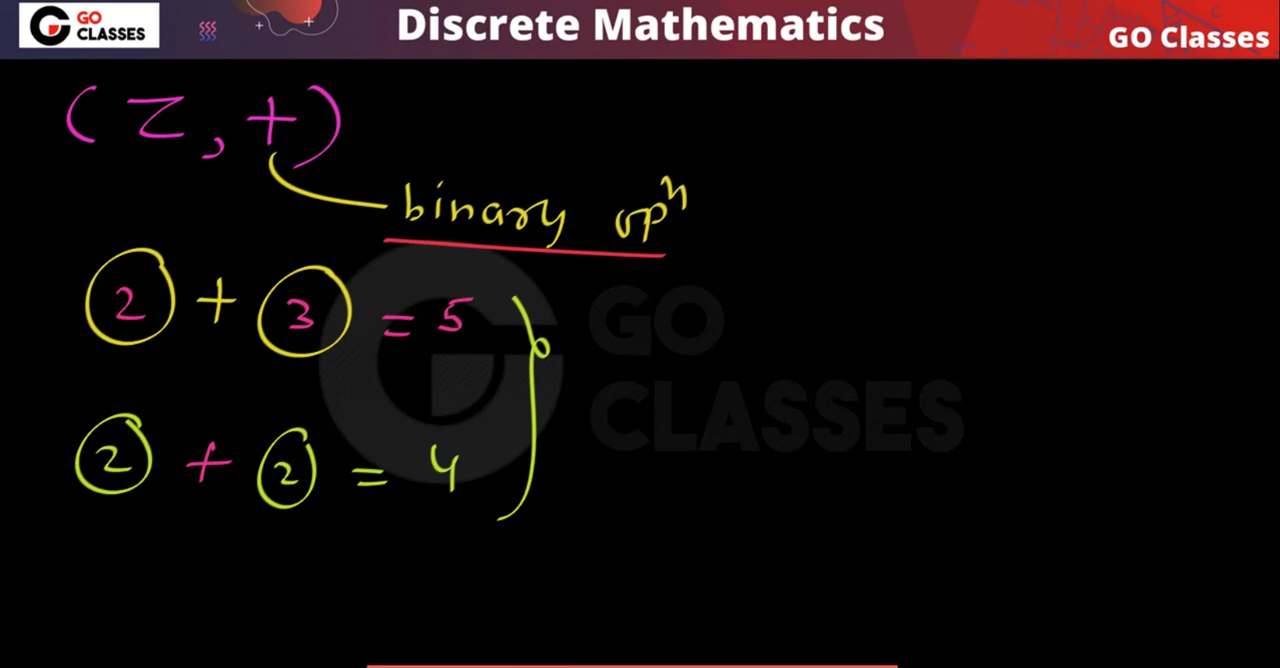 GO CLASSES
Discrete Mathematics
GO Classes
(Z, +)
binary opⁿ
2 + 3 = 5
2 + 2 = 4
GO
CLASSES